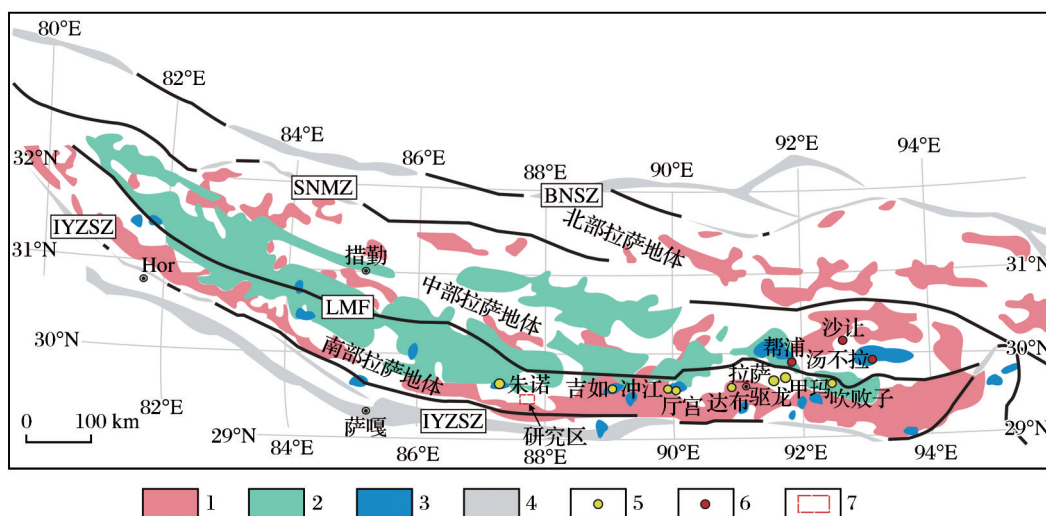 80°E
82°E
84°E
86°E
88°E
90°E
92°E
94°E
32°N
SNMZ
BNSZ
IYZSZ
北部拉萨地体
31°N
Hor
措勤
31°N
LMF
中部拉萨地体
沙让
30°N
南部拉萨地体
帮浦
汤不拉
30°N
朱诺
吉如
冲江
拉萨
厅宫
达布
驱龙
甲玛
吹败子
82°E
0 100 km
萨嘎
IYZSZ
研究区
29°N
29°N
84°E
86°E
88°E
90°E
92°E
94°E
1 2 3 4 5 6 7